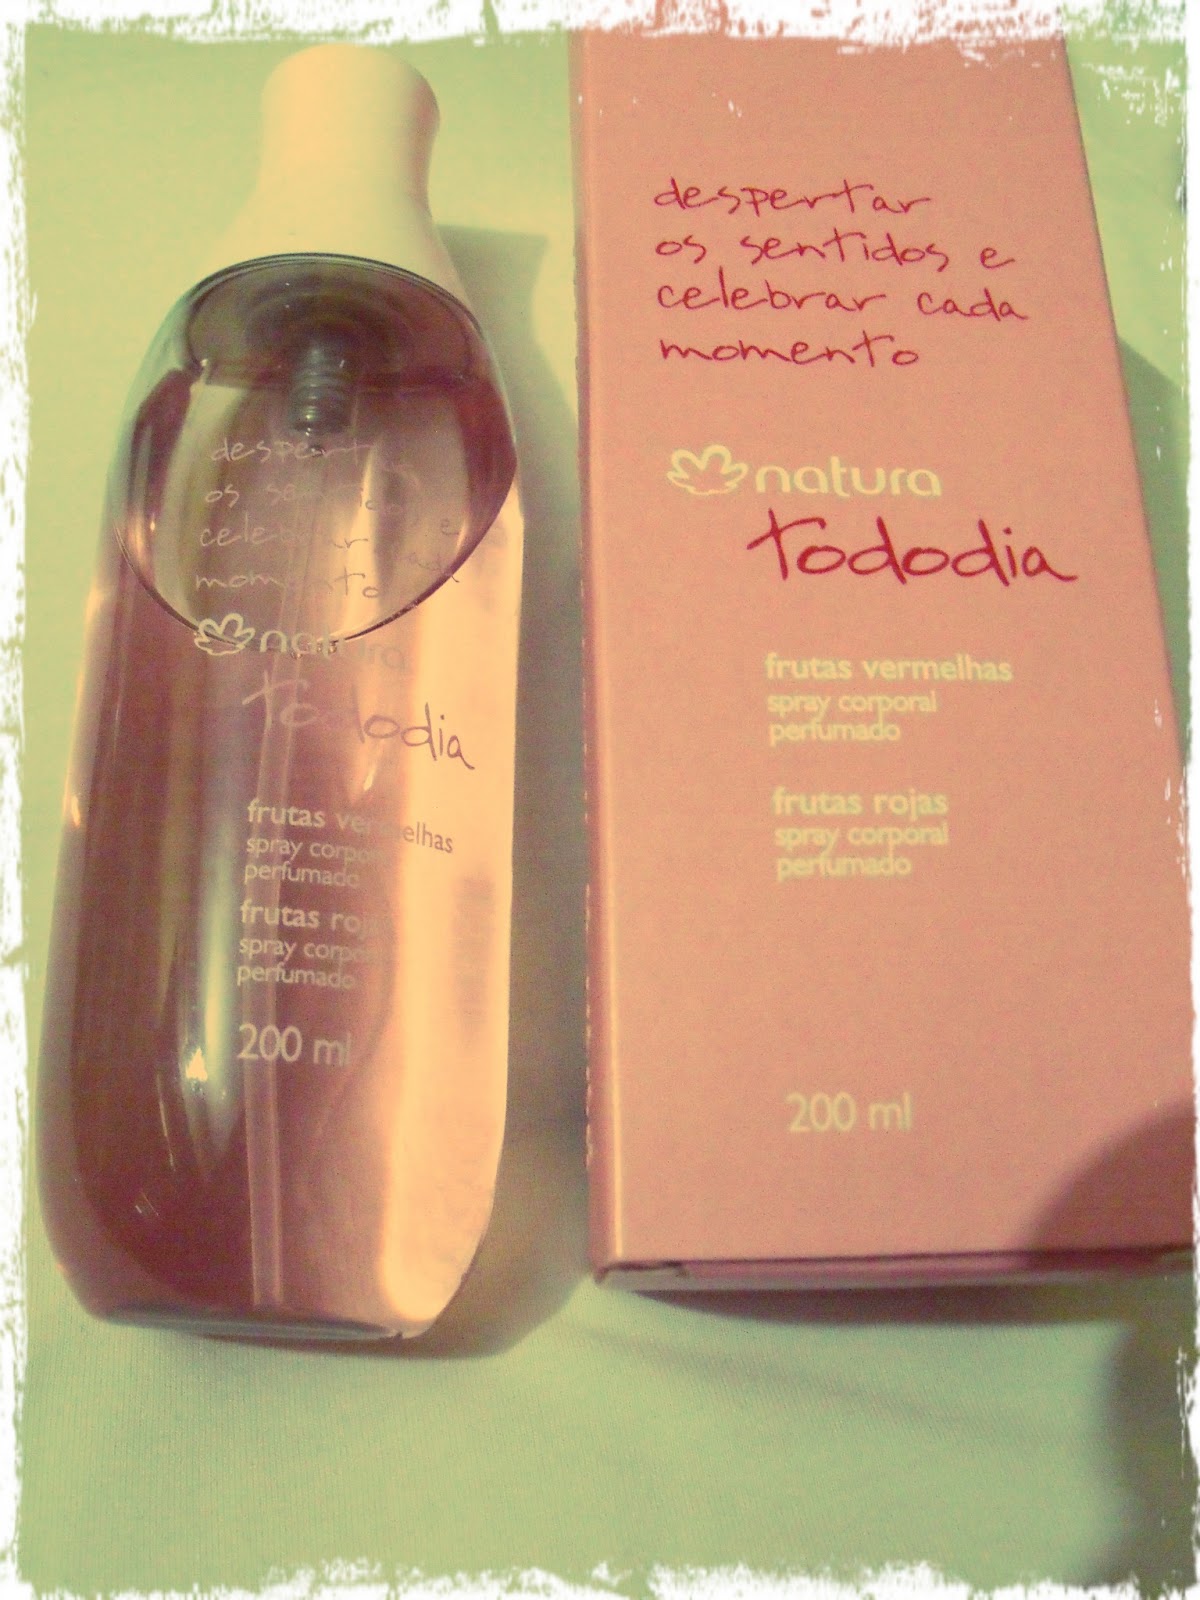 despertar
os sentidos e
celebrar cada
momento
natura
Tododia
frutas vermelhas
spray corporal
perfumado
frutas rojas
spray corporal
perfumado
200 ml
despertar
os sentidos e
celebrar cada
momento
natura
Tododia
frutas vermelhas
spray corporal
perfumado
frutas rojas
spray corporal
perfumado
200 ml